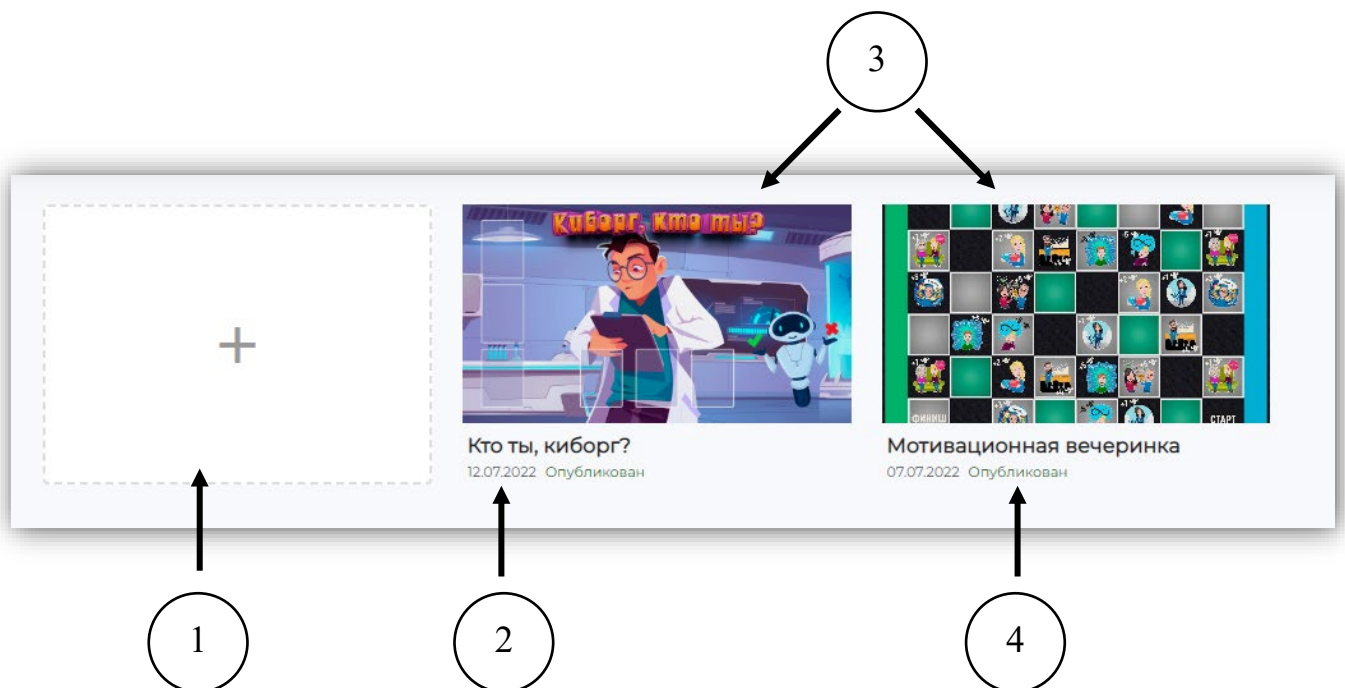 3
Киборг, кто ты?
ФИНИШ
СТАРТ
Кто ты, киборг?
Мотивационная вечеринка
12.07.2022 Опубликован
07.07.2022 Опубликован
1
2
4